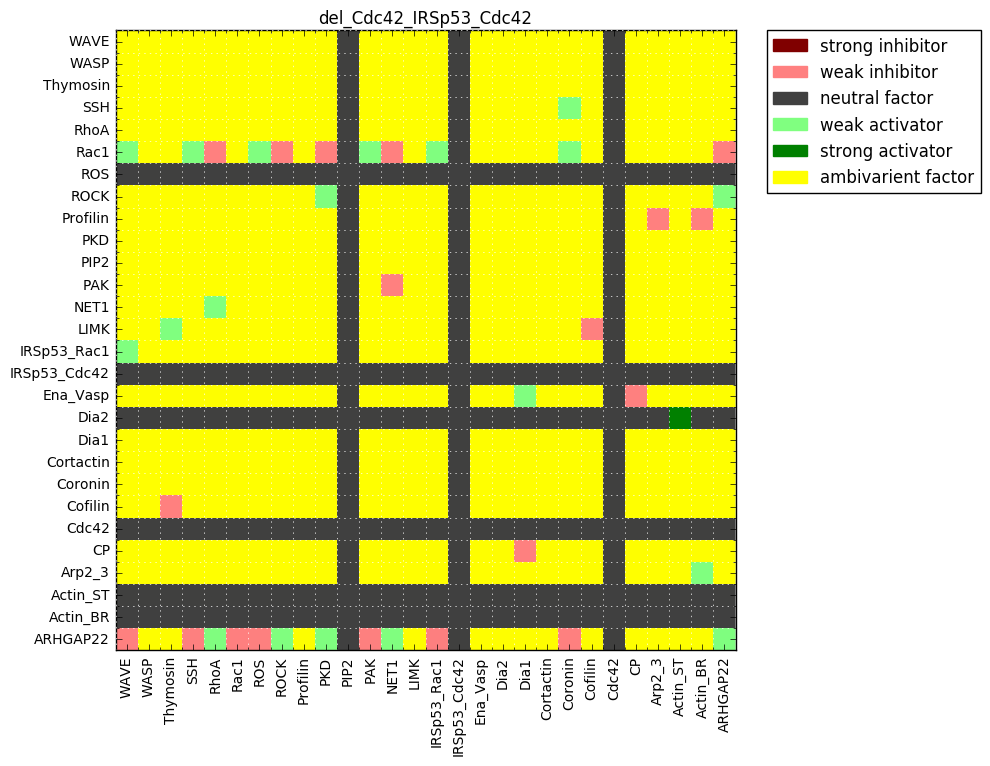 del_Cdc42_IRSp53_Cdc42
WAVE
WASP
Thymosin
SSH
RhoA
Rac1
ROS
ROCK
Profilin
PKD
PIP2
PAK
NET1
LIMK
IRSp53_Rac1
IRSp53_Cdc42
Ena_Vasp
Dia2
Dia1
Cortactin
Coronin
Cofilin
Cdc42
CP
Arp2_3
Actin_ST
Actin_BR
ARHGAP22
WAVE
WASP
Thymosin
SSH
RhoA
Rac1
ROS
ROCK
Profilin
PKD
PIP2
PAK
NET1
LIMK
IRSp53_Rac1
IRSp53_Cdc42
Ena_Vasp
Dia2
Dia1
Cortactin
Coronin
Cofilin
Cdc42
CP
Arp2_3
Actin_ST
Actin_BR
ARHGAP22
strong inhibitor
weak inhibitor
neutral factor
weak activator
strong activator
ambivarient factor